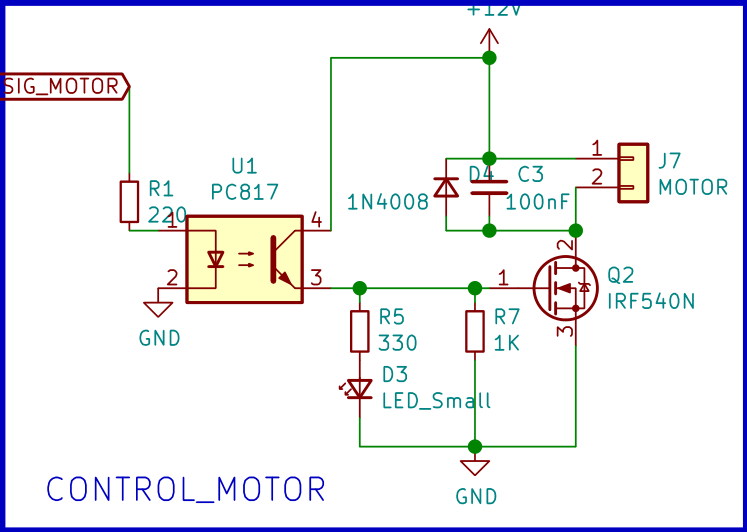 +12V
SIG_MOTOR
1
J7
U1
D4
C3
2
MOTOR
R1
PC817
1N4008
100nF
220
1
4
2
2
3
1
Q2
IRF540N
GND
R5
R7
3
330
1K
D3
LED_Small
CONTROL_MOTOR
GND